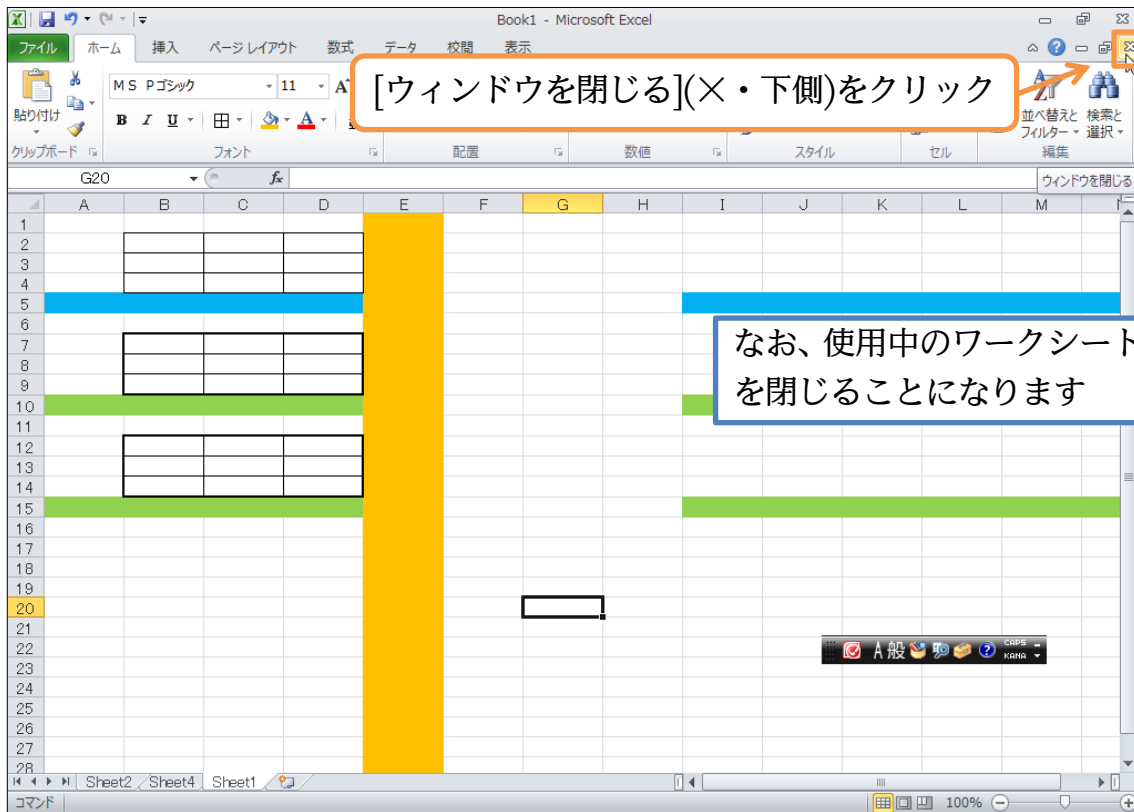 Book1 - Microsoft Excel
ファイル ホーム 挿入 ページ レイアウト 数式 データ 校閲 表示
[ウィンドウを閉じる](×・下側)をクリック
貼り付け
ＭＳ Ｐゴシック 11 A
B I U A
並べ替えと フィルター
検索と 選択
クリップボード フォント 配置 数値 スタイル セル 編集
G20 fx
ウィンドウを閉じる
A B C D E F G H I J K L M
1
2
3
4
5
6
7
なお、使用中のワークシート
8
9
を閉じることになります
10
11
12
13
14
15
16
17
18
19
20
21
22
A 般 CAPS KANA
23
24
25
26
27
28
Sheet2 Sheet4 Sheet1
コマンド 100%